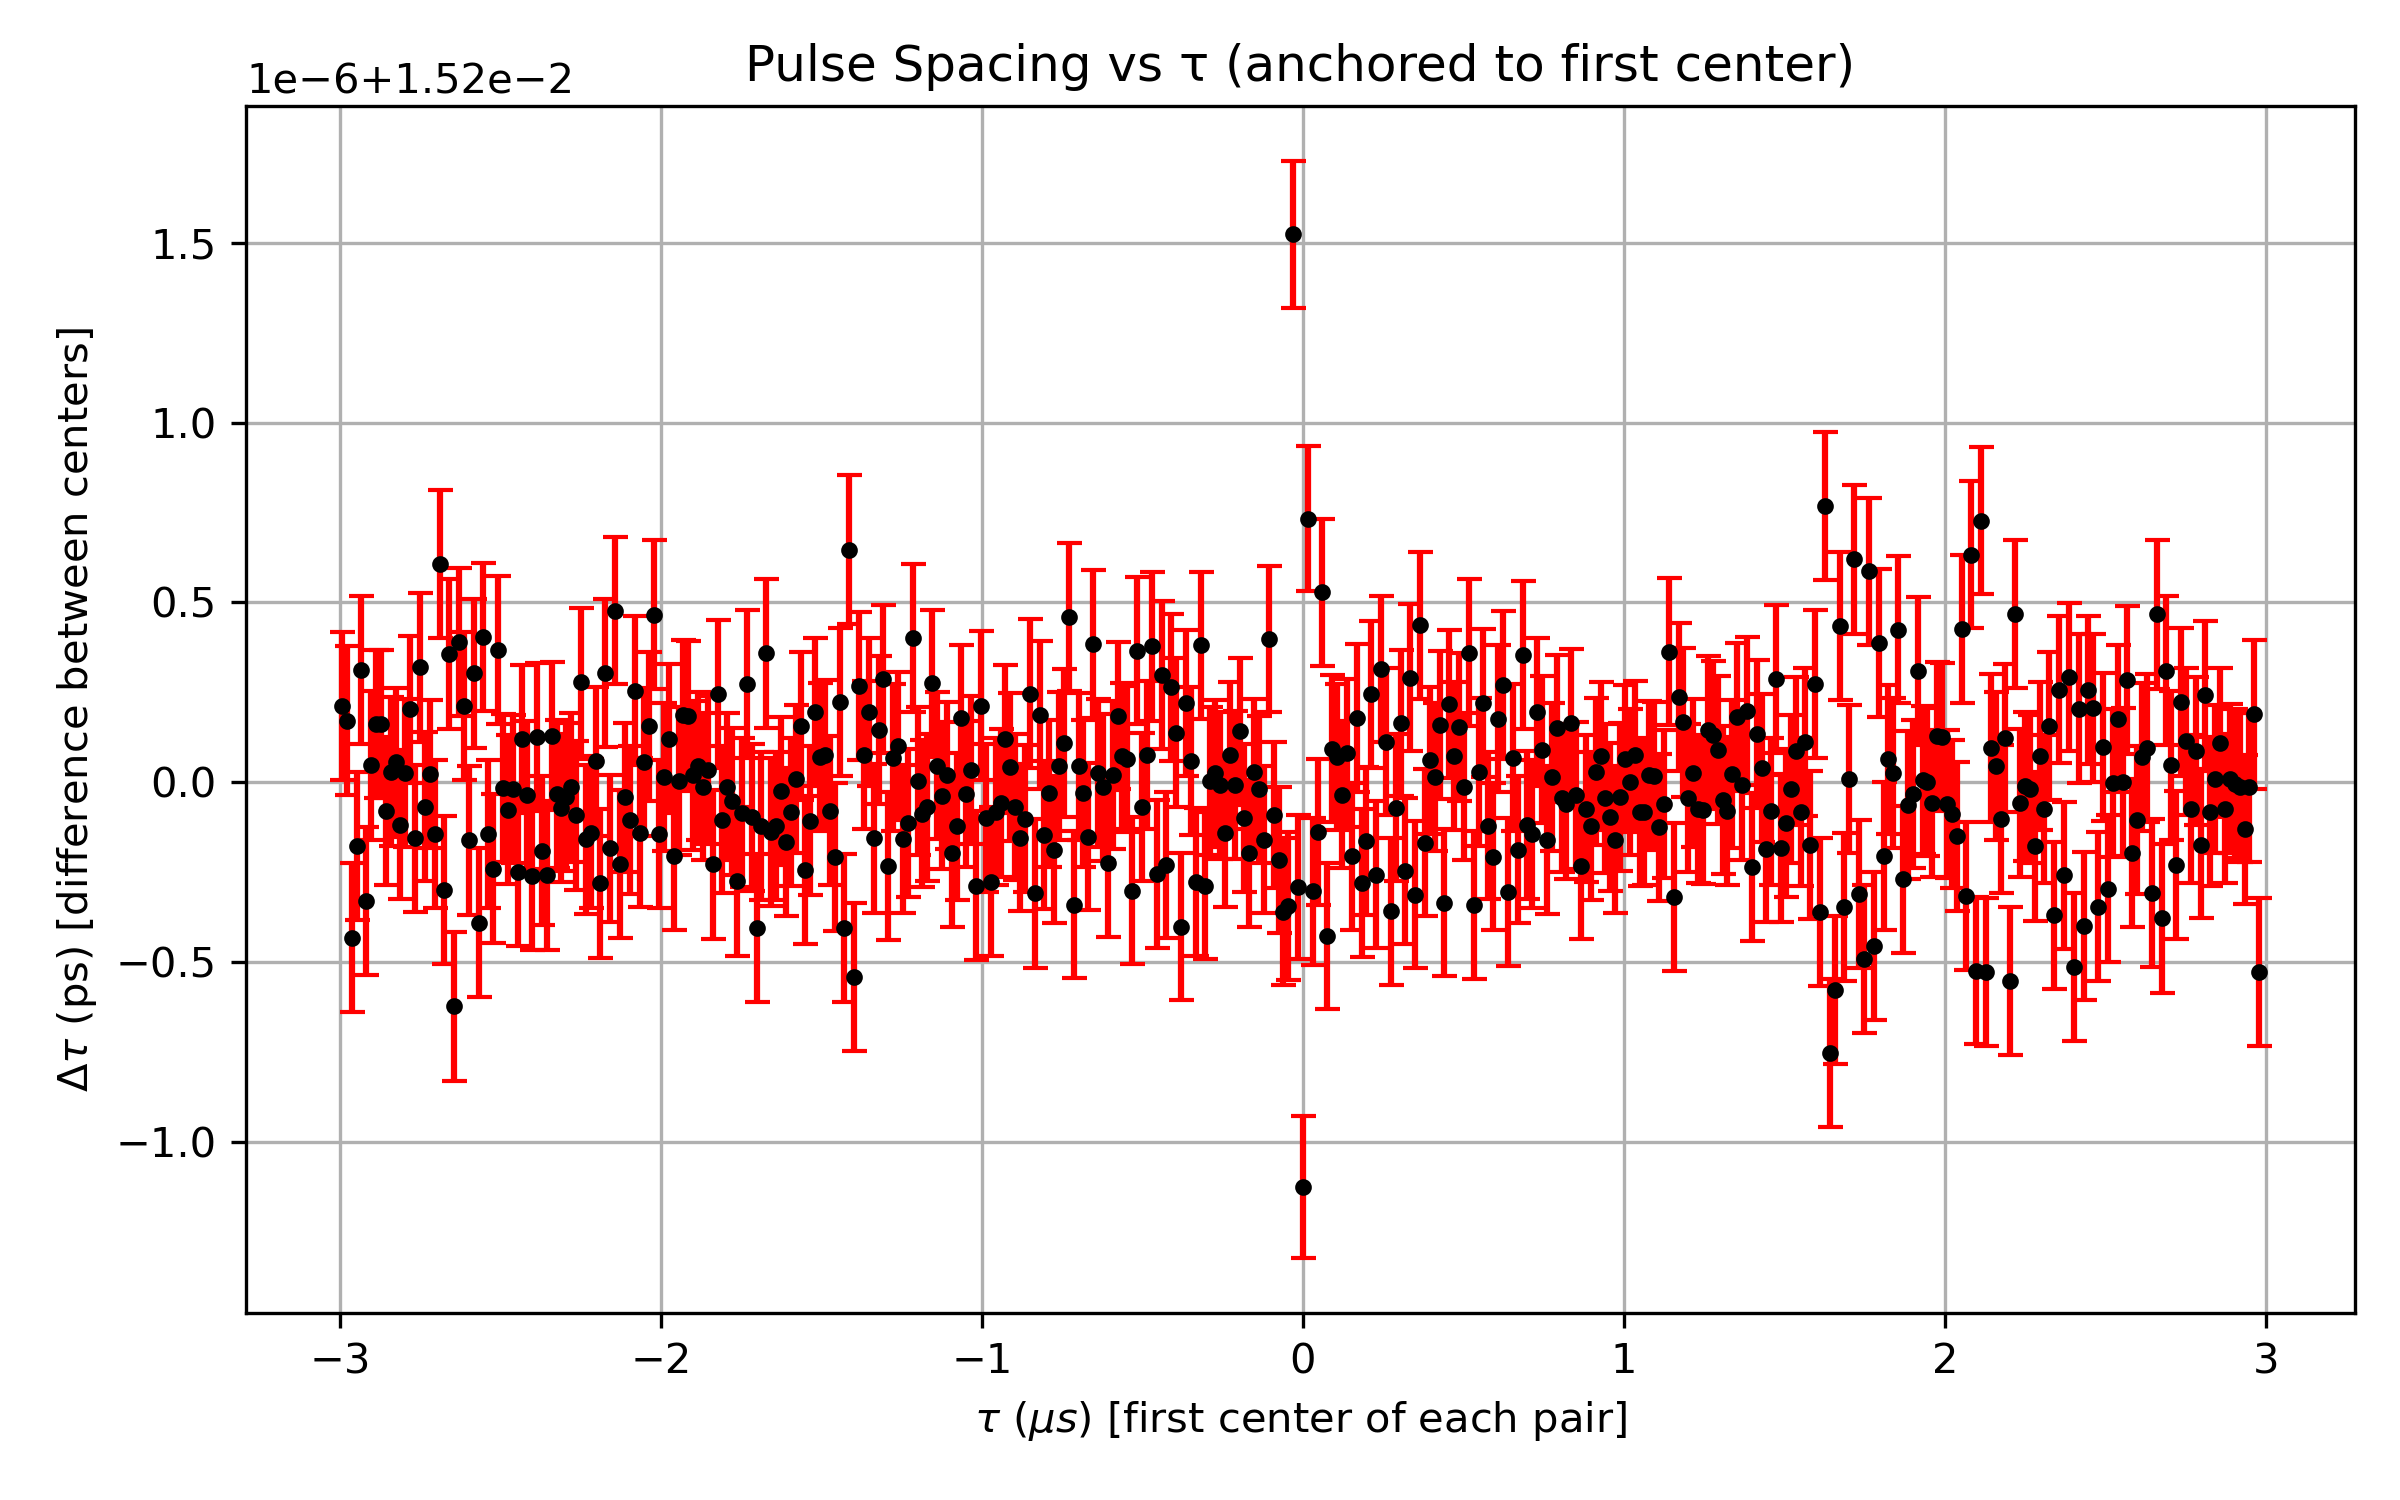 Pulse Spacing vs τ (anchored to first center)
1e−6+1.52e−2
Δτ (ps) [difference between centers]
1.5
1.0
0.5
0.0
−0.5
−1.0
−3 −2 −1 0 1 2 3
τ (μs) [first center of each pair]